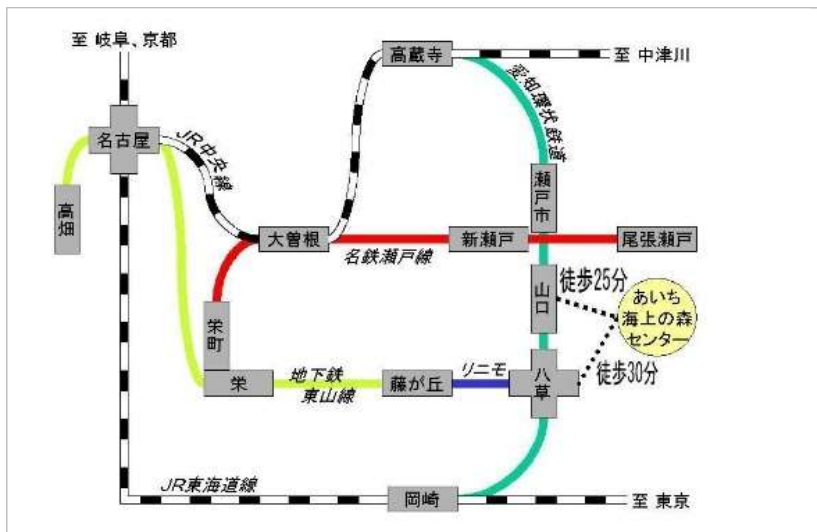 至 岐阜、京都
高蔵寺
至 中津川
愛知環状鉄道
名古屋
JR中央線
高畑
瀬戸市
大曽根
新瀬戸
尾張瀬戸
名鉄瀬戸線
山口
徒歩25分
あいち
海上の森
センター
栄町
栄
地下鉄
東山線
藤が丘
リニモ
八草
徒歩30分
JR東海道線
岡崎
至 東京